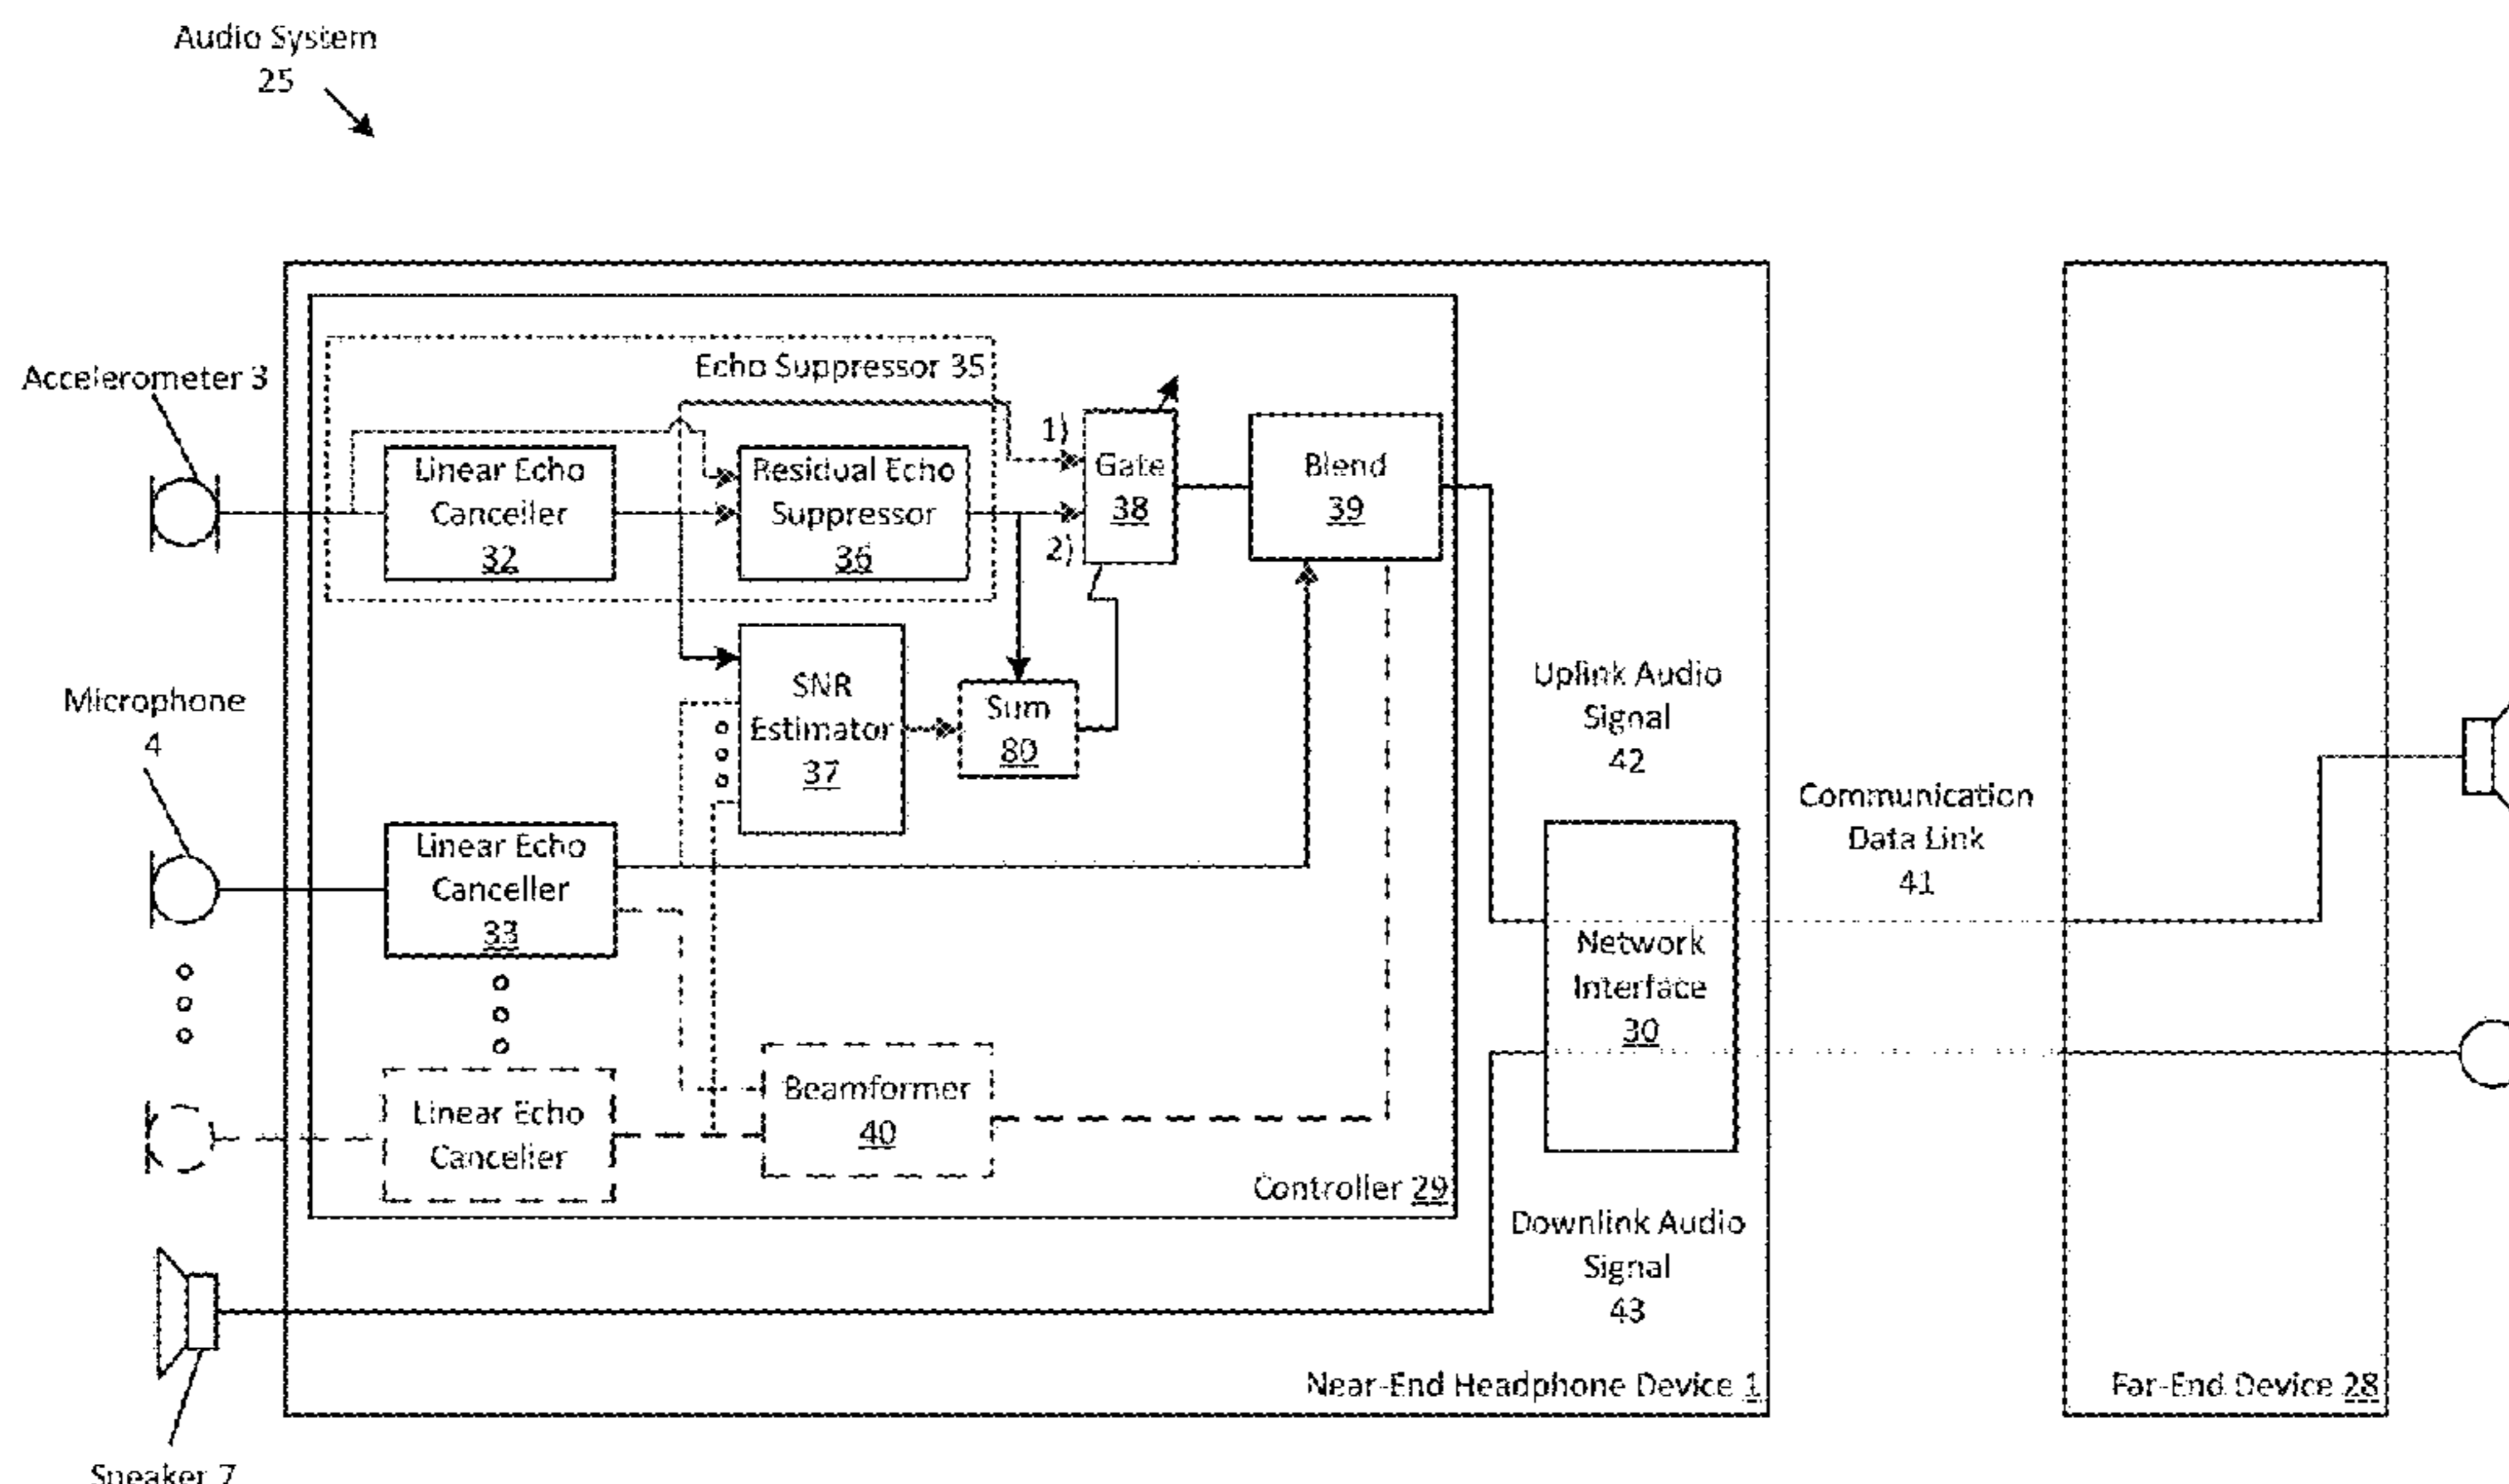 Audio System
25
Accelerometer 3
Echo Suppressor 35
Linear Echo
Canceller
32
Residual Echo
Suppressor
36
1)
2)
Gate
38
Blend
39
Microphone
4
SNR
Estimator
37
Sum
80
Uplink Audio
Signal
42
Communication
Data Link
41
Linear Echo
Canceller
33
Network
Interface
30
Linear Echo
Canceller
Beamformer
40
Controller 29
Downlink Audio
Signal
43
Near-End Headphone Device 1
Far-End Device 28
Speaker 7